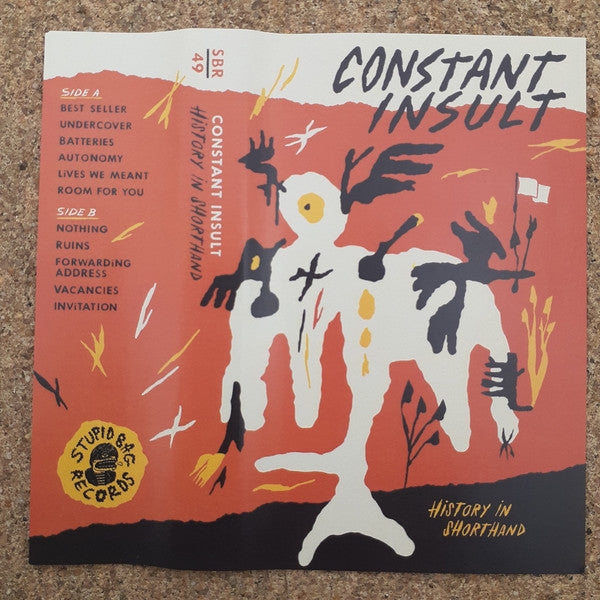 SIDE A
BEST SELLER
UNDERCOVER
BATTERIES
AUTONOMY
LiVES WE MEANT
ROOM FOR YOU
SIDE B
NOTHING
RUINS
FORWARDiNG
ADDRESS
VACANCIES
INViTATION
STUPID BAG
RECORDS
SBR
49
CONSTANT INSULT
HiSTORY iN SHORTHAND
CONSTANT
INSULT
HiSTORY iN
SHORTHAND